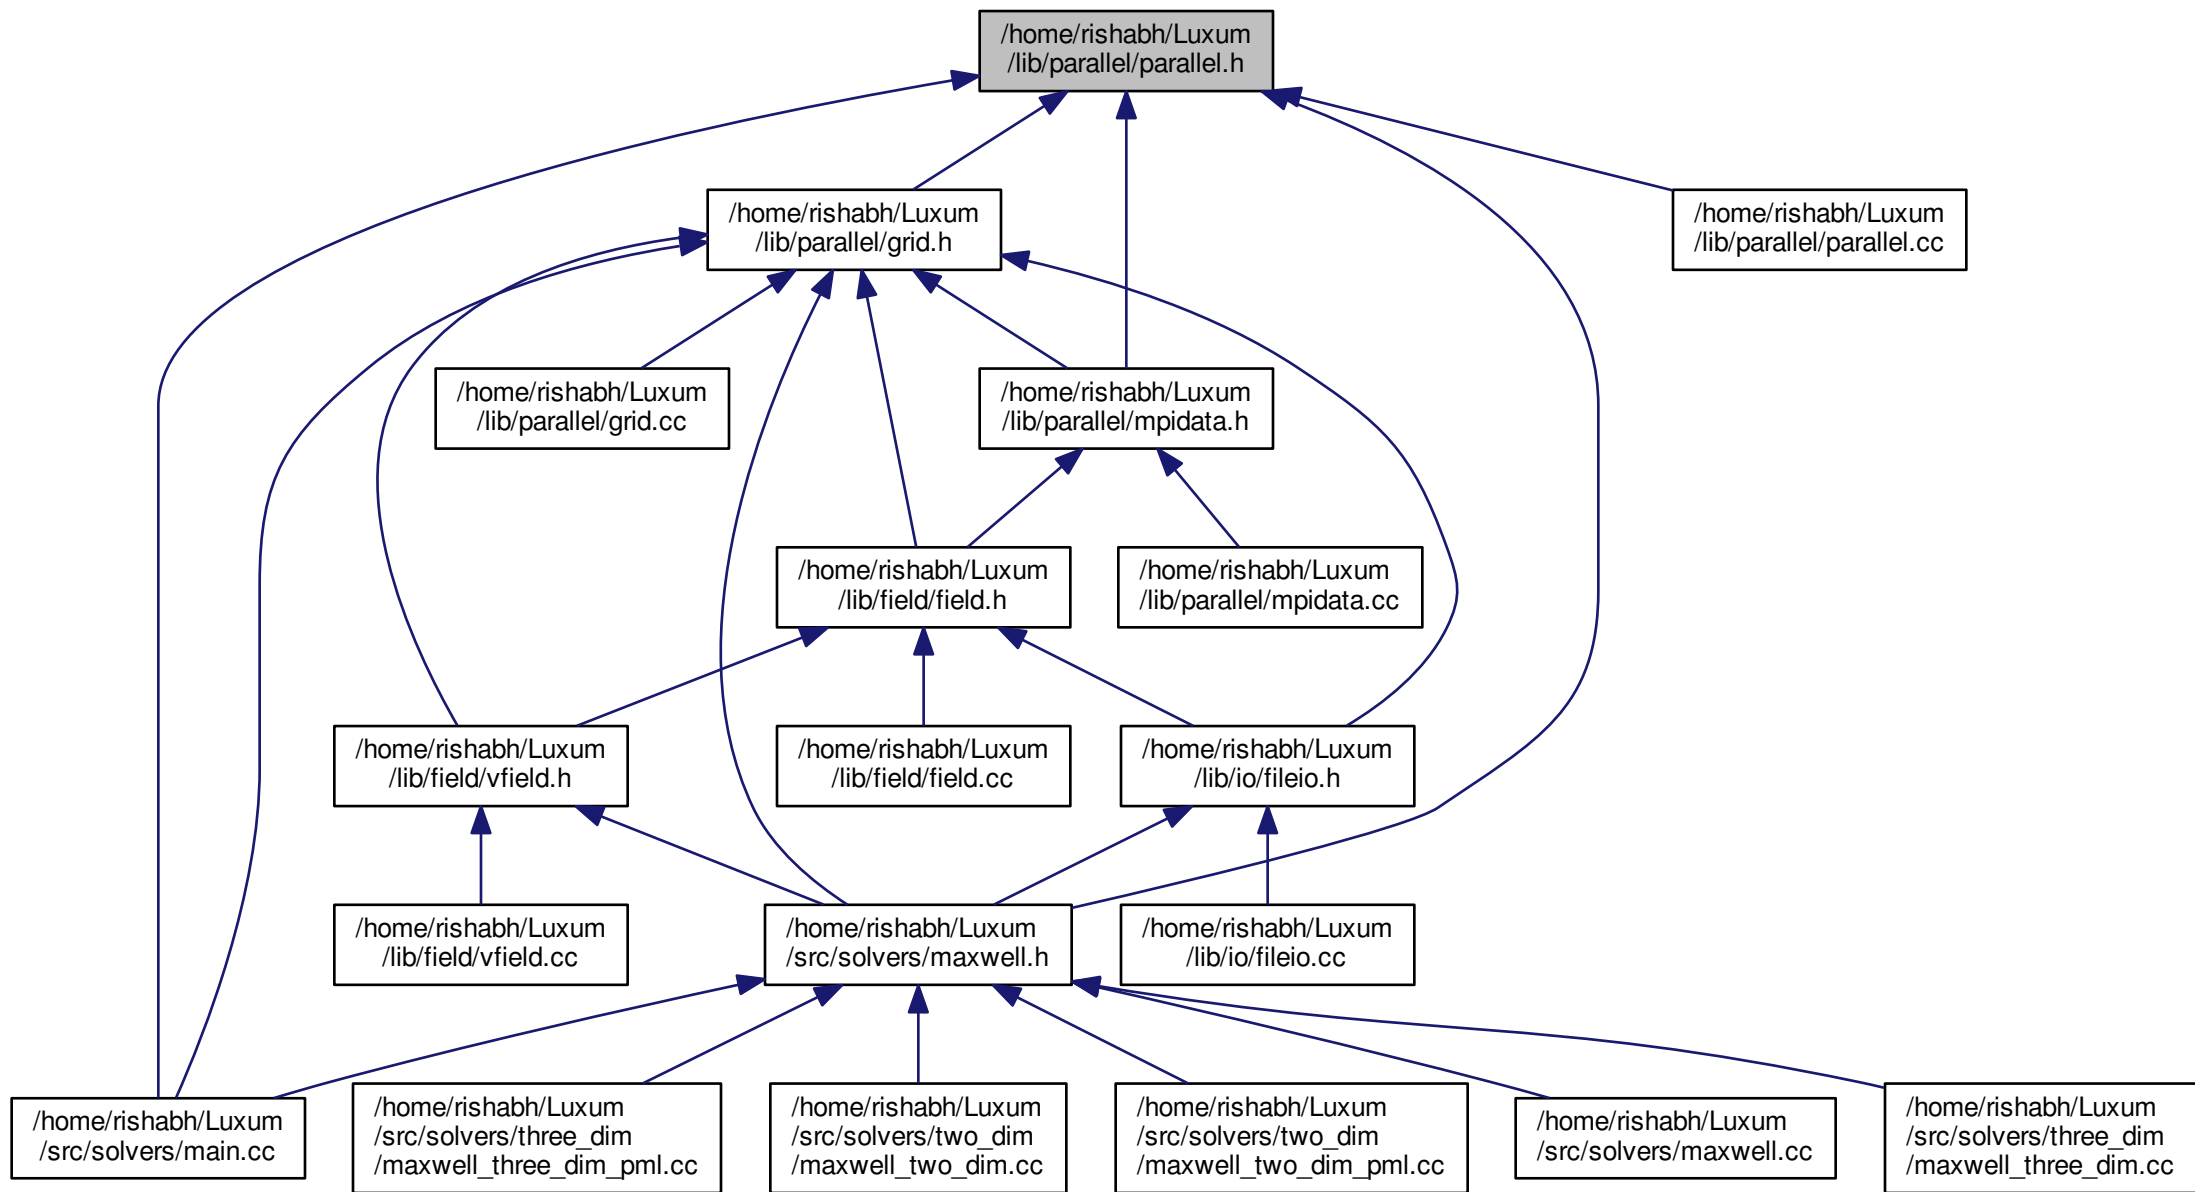 /home/rishabh/Luxum
/lib/parallel/parallel.h
/home/rishabh/Luxum
/lib/parallel/grid.h
/home/rishabh/Luxum
/lib/parallel/parallel.cc
/home/rishabh/Luxum
/lib/parallel/grid.cc
/home/rishabh/Luxum
/lib/parallel/mpidata.h
/home/rishabh/Luxum
/lib/field/field.h
/home/rishabh/Luxum
/lib/parallel/mpidata.cc
/home/rishabh/Luxum
/lib/field/vfield.h
/home/rishabh/Luxum
/lib/field/field.cc
/home/rishabh/Luxum
/lib/io/fileio.h
/home/rishabh/Luxum
/lib/field/vfield.cc
/home/rishabh/Luxum
/src/solvers/maxwell.h
/home/rishabh/Luxum
/lib/io/fileio.cc
/home/rishabh/Luxum
/src/solvers/main.cc
/home/rishabh/Luxum
/src/solvers/three_dim
/maxwell_three_dim_pml.cc
/home/rishabh/Luxum
/src/solvers/two_dim
/maxwell_two_dim.cc
/home/rishabh/Luxum
/src/solvers/two_dim
/maxwell_two_dim_pml.cc
/home/rishabh/Luxum
/src/solvers/maxwell.cc
/home/rishabh/Luxum
/src/solvers/three_dim
/maxwell_three_dim.cc